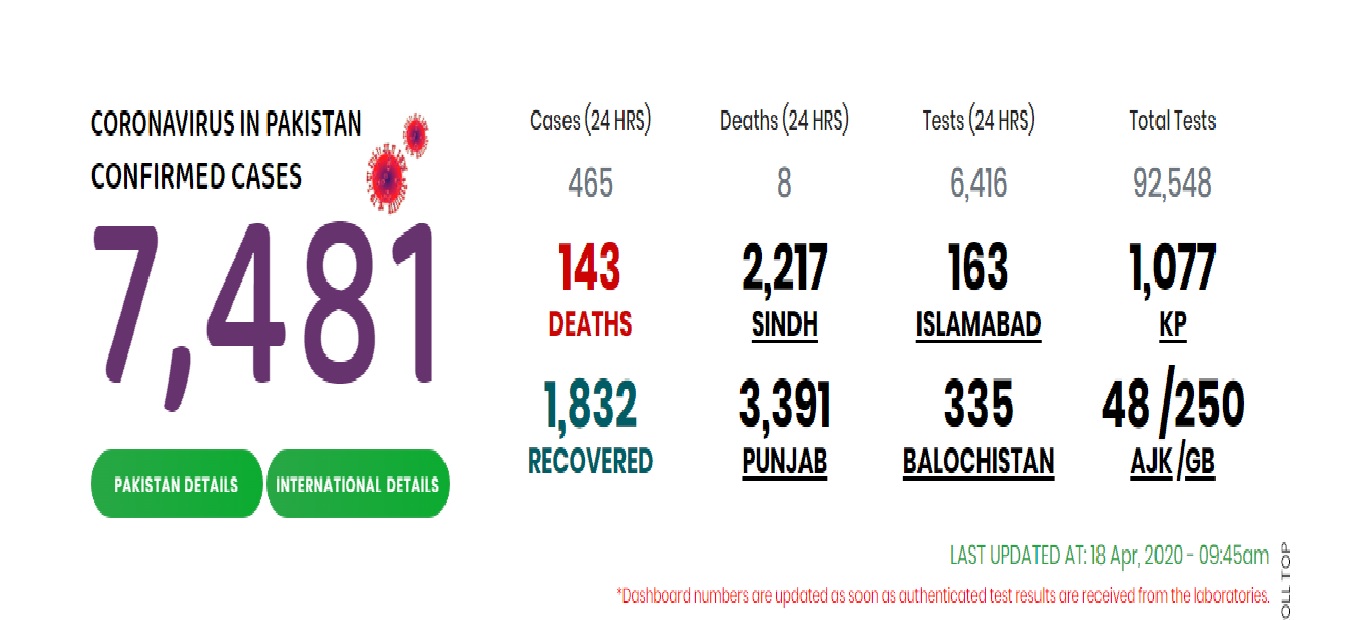 CORONAVIRUS IN PAKISTAN
CONFIRMED CASES
7,481
PAKISTAN DETAILS
INTERNATIONAL DETAILS
Cases (24 HRS) Deaths (24 HRS) Tests (24 HRS) Total Tests
465 8 6,416 92,548
143 2,217 163 1,077
DEATHS SINDH ISLAMABAD KP
1,832 3,391 335 48 /250
RECOVERED PUNJAB BALOCHISTAN AJK /GB
LAST UPDATED AT: 18 Apr, 2020 - 09:45am
*Dashboard numbers are updated as soon as authenticated test results are received from the laboratories.
OLL TOP